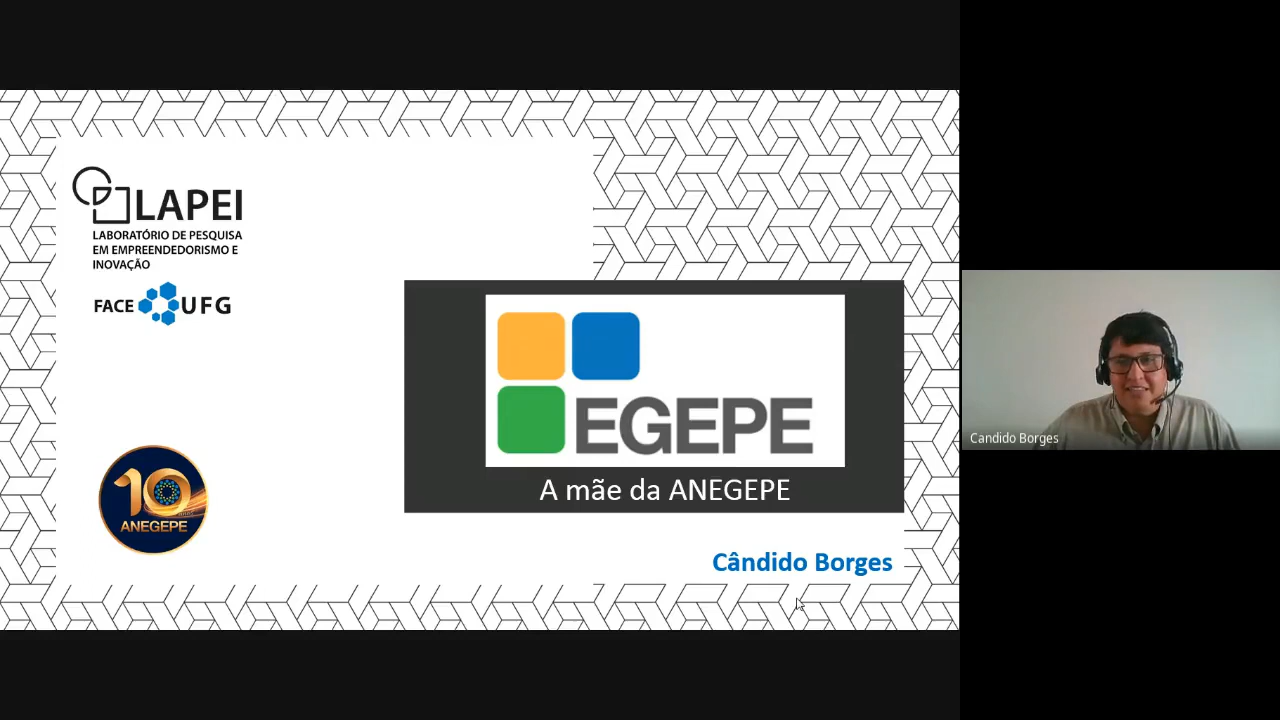 LAPEI
LABORATÓRIO DE PESQUISA
EM EMPREENDEDORISMO E
INOVAÇÃO
FACE UFG
EGEPE
A mãe da ANEGEPE
10
ANEGEPE
Cândido Borges
Candido Borges